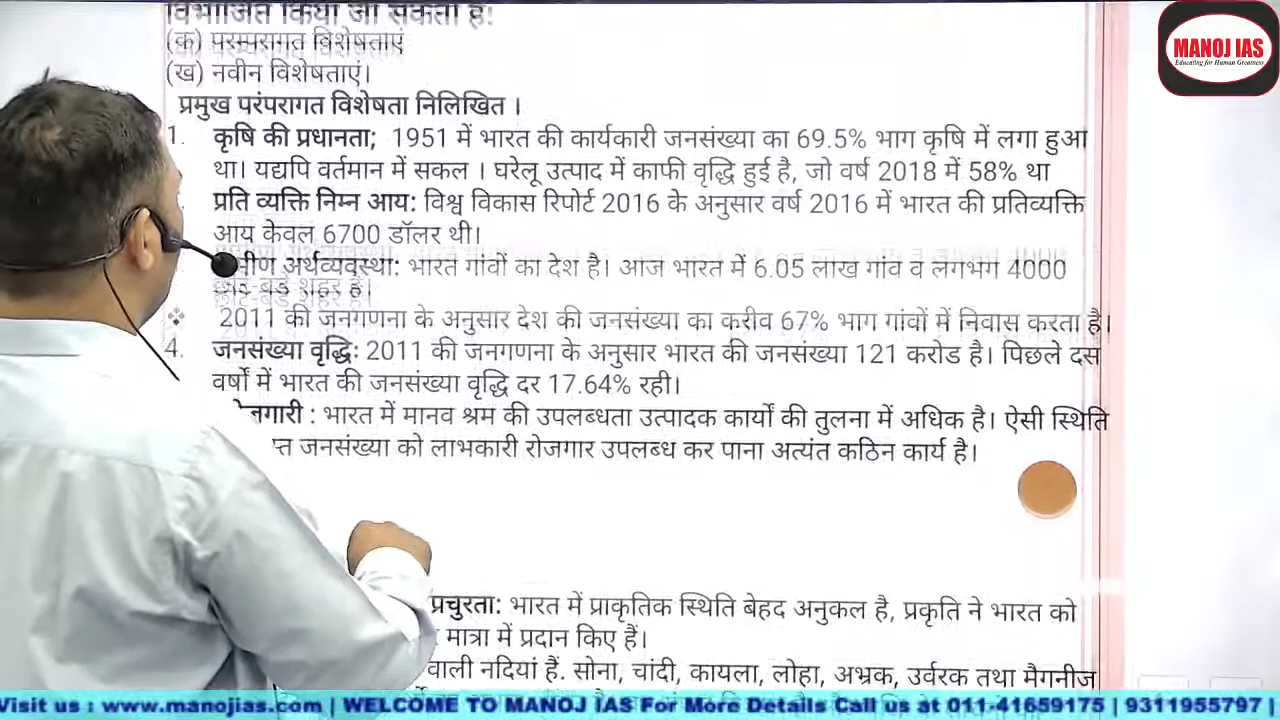 विभाजित किया जा सकता है:
(क) परम्परागत विशेषताएं
(ख) नवीन विशेषताएं।
प्रमुख परंपरागत विशेषता निलिखित ।
1. कृषि की प्रधानता; 1951 में भारत की कार्यकारी जनसंख्या का 69.5% भाग कृषि में लगा हुआ
था। यद्यपि वर्तमान में सकल । घरेलू उत्पाद में काफी वृद्धि हुई है, जो वर्ष 2018 में 58% था
प्रति व्यक्ति निम्न आय: विश्व विकास रिपोर्ट 2016 के अनुसार वर्ष 2016 में भारत की प्रतिव्यक्ति
आय केवल 6700 डॉलर थी।
अर्थव्यवस्था: भारत गांवों का देश है। आज भारत में 6.05 लाख गांव व लगभग 4000
छोटे-बडे शहर है।
2011 की जनगणना के अनुसार देश की जनसंख्या का करीव 67% भाग गांवों में निवास करता है।
4. जनसंख्या वृद्धि: 2011 की जनगणना के अनुसार भारत की जनसंख्या 121 करोड है। पिछले दस
वर्षों में भारत की जनसंख्या वृद्धि दर 17.64% रही।
: भारत में मानव श्रम की उपलब्धता उत्पादक कार्यों की तुलना में अधिक है। ऐसी स्थिति
जनसंख्या को लाभकारी रोजगार उपलब्ध कर पाना अत्यंत कठिन कार्य है।
प्रचुरता: भारत में प्राकृतिक स्थिति बेहद अनुकल है, प्रकृति ने भारत को
मात्रा में प्रदान किए हैं।
वाली नदियां हैं. सोना, चांदी, कायला, लोहा, अभ्रक, उर्वरक तथा मैगनीज
MANOJ IAS
Educating for Human Greatness
Visit us : www.manojias.com | WELCOME TO MANOJ IAS For More Details Call us at 011-41659175 | 9311955797 |